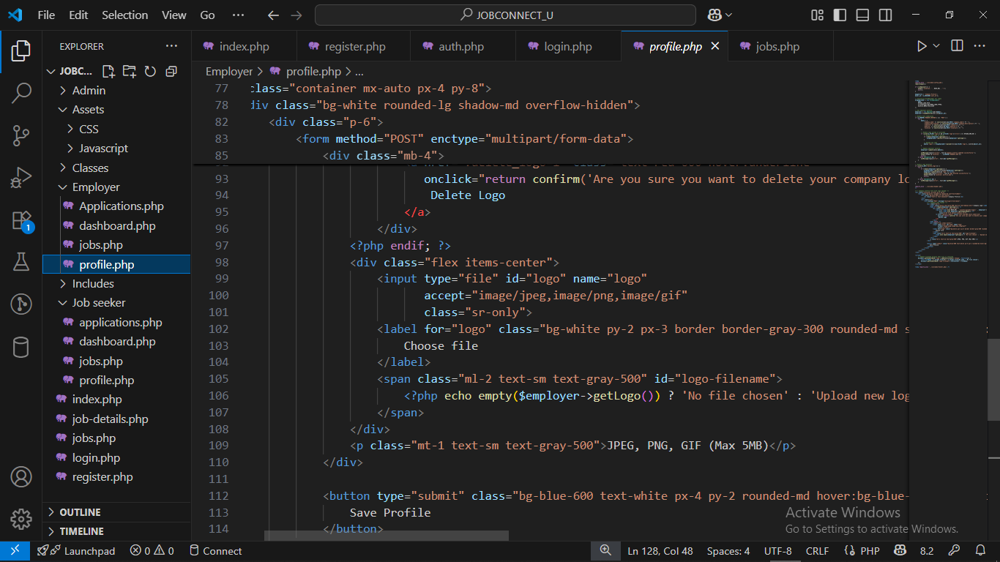 File Edit Selection View Go ··· JOBCONNECT_U
EXPLORER ···
index.php register.php auth.php login.php profile.php jobs.php
JOBC...
Employer > profile.php > ...
Admin
Assets
CSS
Javascript
Classes
Employer
Applications.php
dashboard.php
jobs.php
profile.php
Includes
Job seeker
applications.php
dashboard.php
jobs.php
profile.php
index.php
job-details.php
jobs.php
login.php
register.php
OUTLINE
TIMELINE
1
77 class="container mx-auto px-4 py-8">
78 div class="bg-white rounded-lg shadow-md overflow-hidden">
82 <div class="p-6">
83 <form method="POST" enctype="multipart/form-data">
85 <div class="mb-4">
93 onclick="return confirm('Are you sure you want to delete your company lo
94 Delete Logo
95 </a>
96 </div>
97 <?php endif; ?>
98 <div class="flex items-center">
99 <input type="file" id="logo" name="logo"
100 accept="image/jpeg,image/png,image/gif"
101 class="sr-only">
102 <label for="logo" class="bg-white py-2 px-3 border border-gray-300 rounded-md s
103 Choose file
104 </label>
105 <span class="ml-2 text-sm text-gray-500" id="logo-filename">
106 <?php echo empty($employer->getLogo()) ? 'No file chosen' : 'Upload new log
107 </span>
108 </div>
109 <p class="mt-1 text-sm text-gray-500">JPEG, PNG, GIF (Max 5MB)</p>
110 </div>
111
112 <button type="submit" class="bg-blue-600 text-white px-4 py-2 rounded-md hover:bg-blue-
113 Save Profile
114 </button>
Activate Windows
Go to Settings to activate Windows.
Launchpad 0 0 Connect Ln 128, Col 48 Spaces: 4 UTF-8 CRLF PHP 8.2